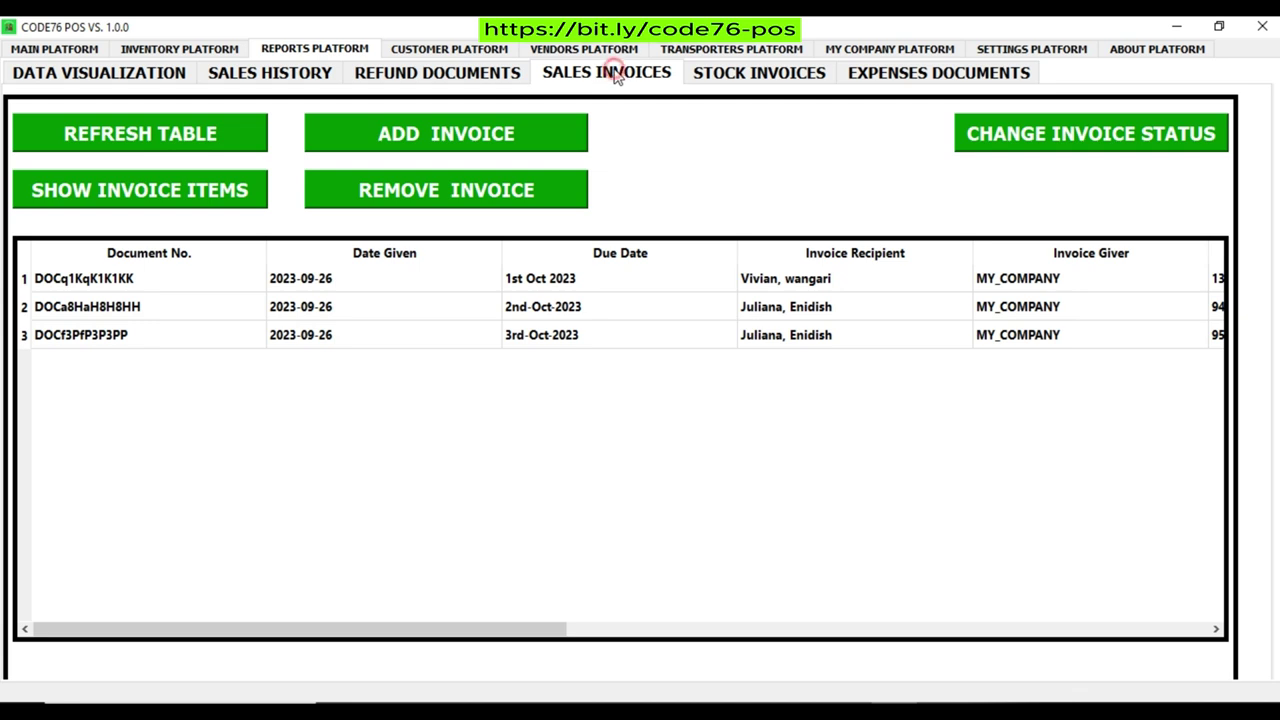 CODE76 POS VS. 1.0.0
https://bit.ly/code76-pos
MAIN PLATFORM INVENTORY PLATFORM REPORTS PLATFORM CUSTOMER PLATFORM VENDORS PLATFORM TRANSPORTERS PLATFORM MY COMPANY PLATFORM SETTINGS PLATFORM ABOUT PLATFORM
DATA VISUALIZATION SALES HISTORY REFUND DOCUMENTS SALES INVOICES STOCK INVOICES EXPENSES DOCUMENTS
REFRESH TABLE ADD INVOICE CHANGE INVOICE STATUS
SHOW INVOICE ITEMS REMOVE INVOICE
Document No. Date Given Due Date Invoice Recipient Invoice Giver
1 DOCq1KqK1K1KK 2023-09-26 1st Oct 2023 Vivian, wangari MY_COMPANY 13
2 DOCa8HaH8H8HH 2023-09-26 2nd-Oct-2023 Juliana, Enidish MY_COMPANY 94
3 DOCf3PfP3P3PP 2023-09-26 3rd-Oct-2023 Juliana, Enidish MY_COMPANY 95